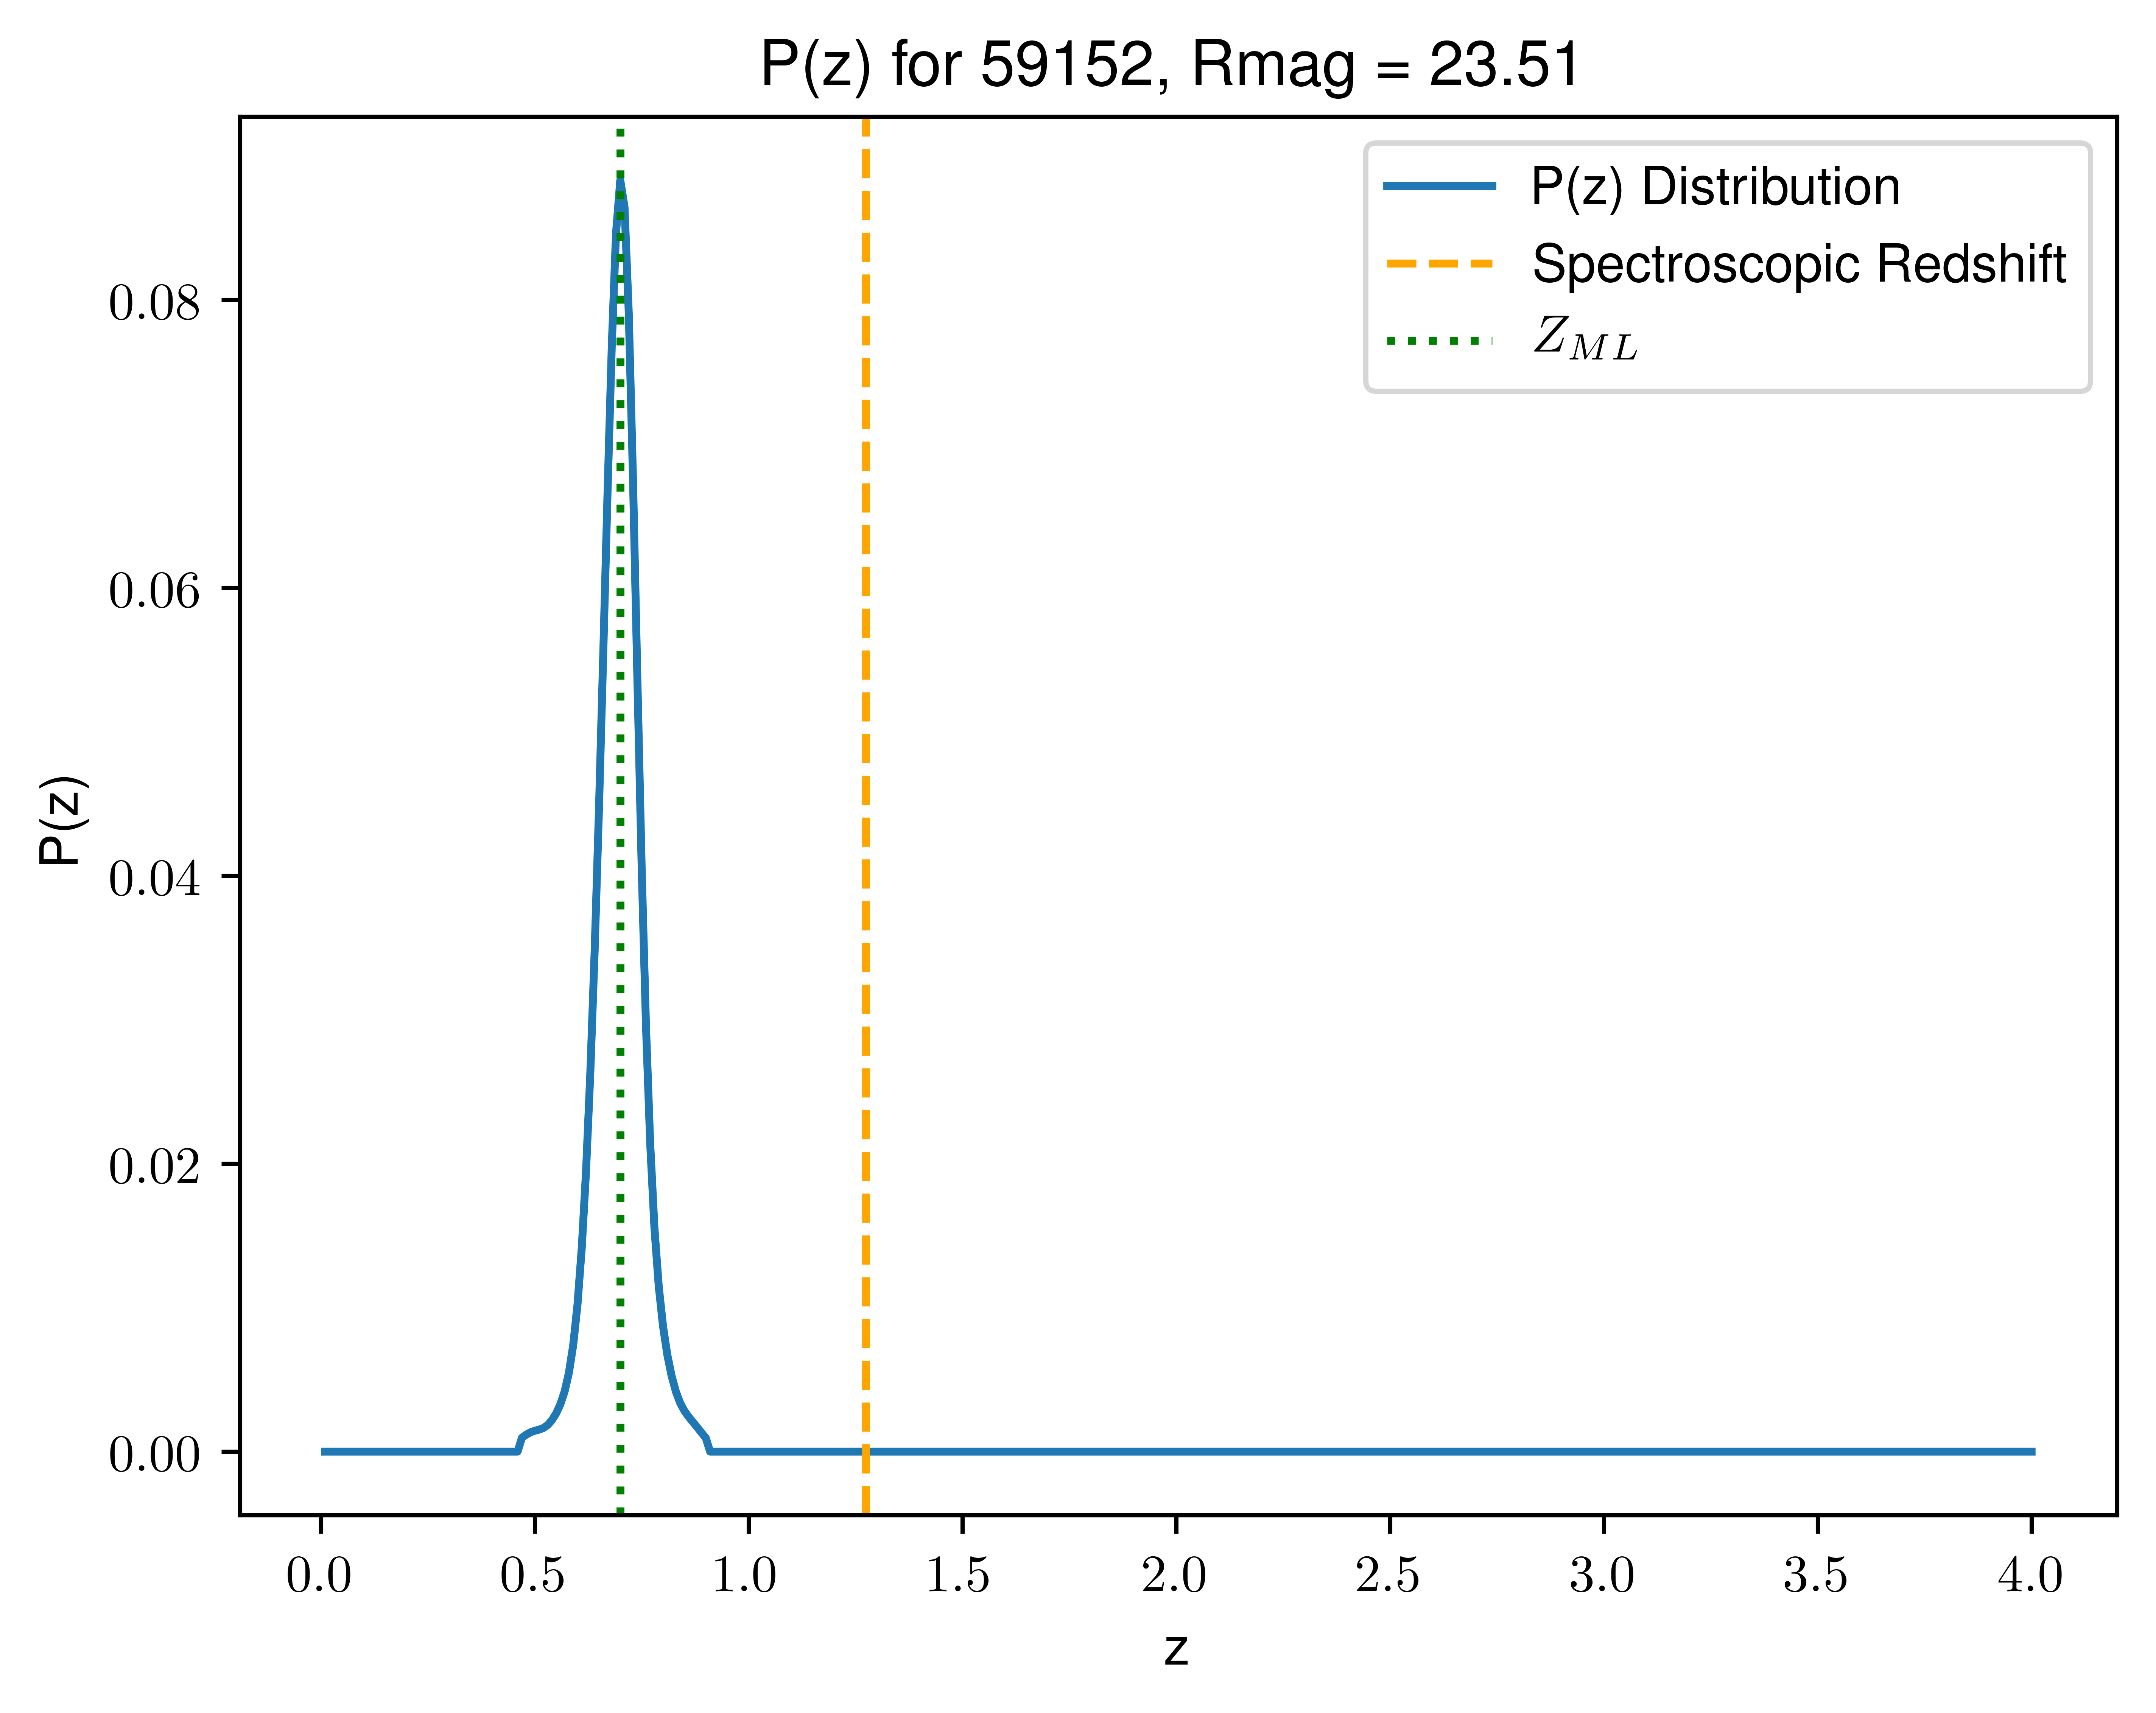 P(z) for 59152, Rmag = 23.51
P(z) Distribution
Spectroscopic Redshift
Z_{ML}
P(z)
0.08
0.06
0.04
0.02
0.00
0.0 0.5 1.0 1.5 2.0 2.5 3.0 3.5 4.0
z